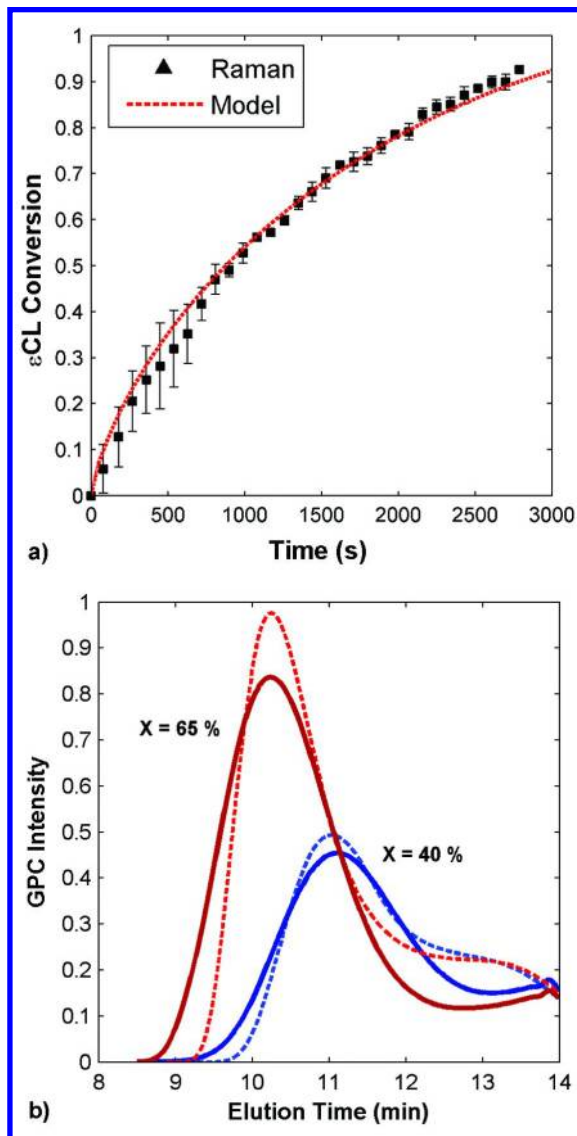 1
0.9
0.8
0.7
0.6
0.5
0.4
0.3
0.2
0.1
0
εCL Conversion
Raman
Model
0 500 1000 1500 2000 2500 3000
Time (s)
a)
1
0.9
0.8
0.7
0.6
0.5
0.4
0.3
0.2
0.1
0
GPC Intensity
X = 65 %
X = 40 %
8 9 10 11 12 13 14
Elution Time (min)
b)